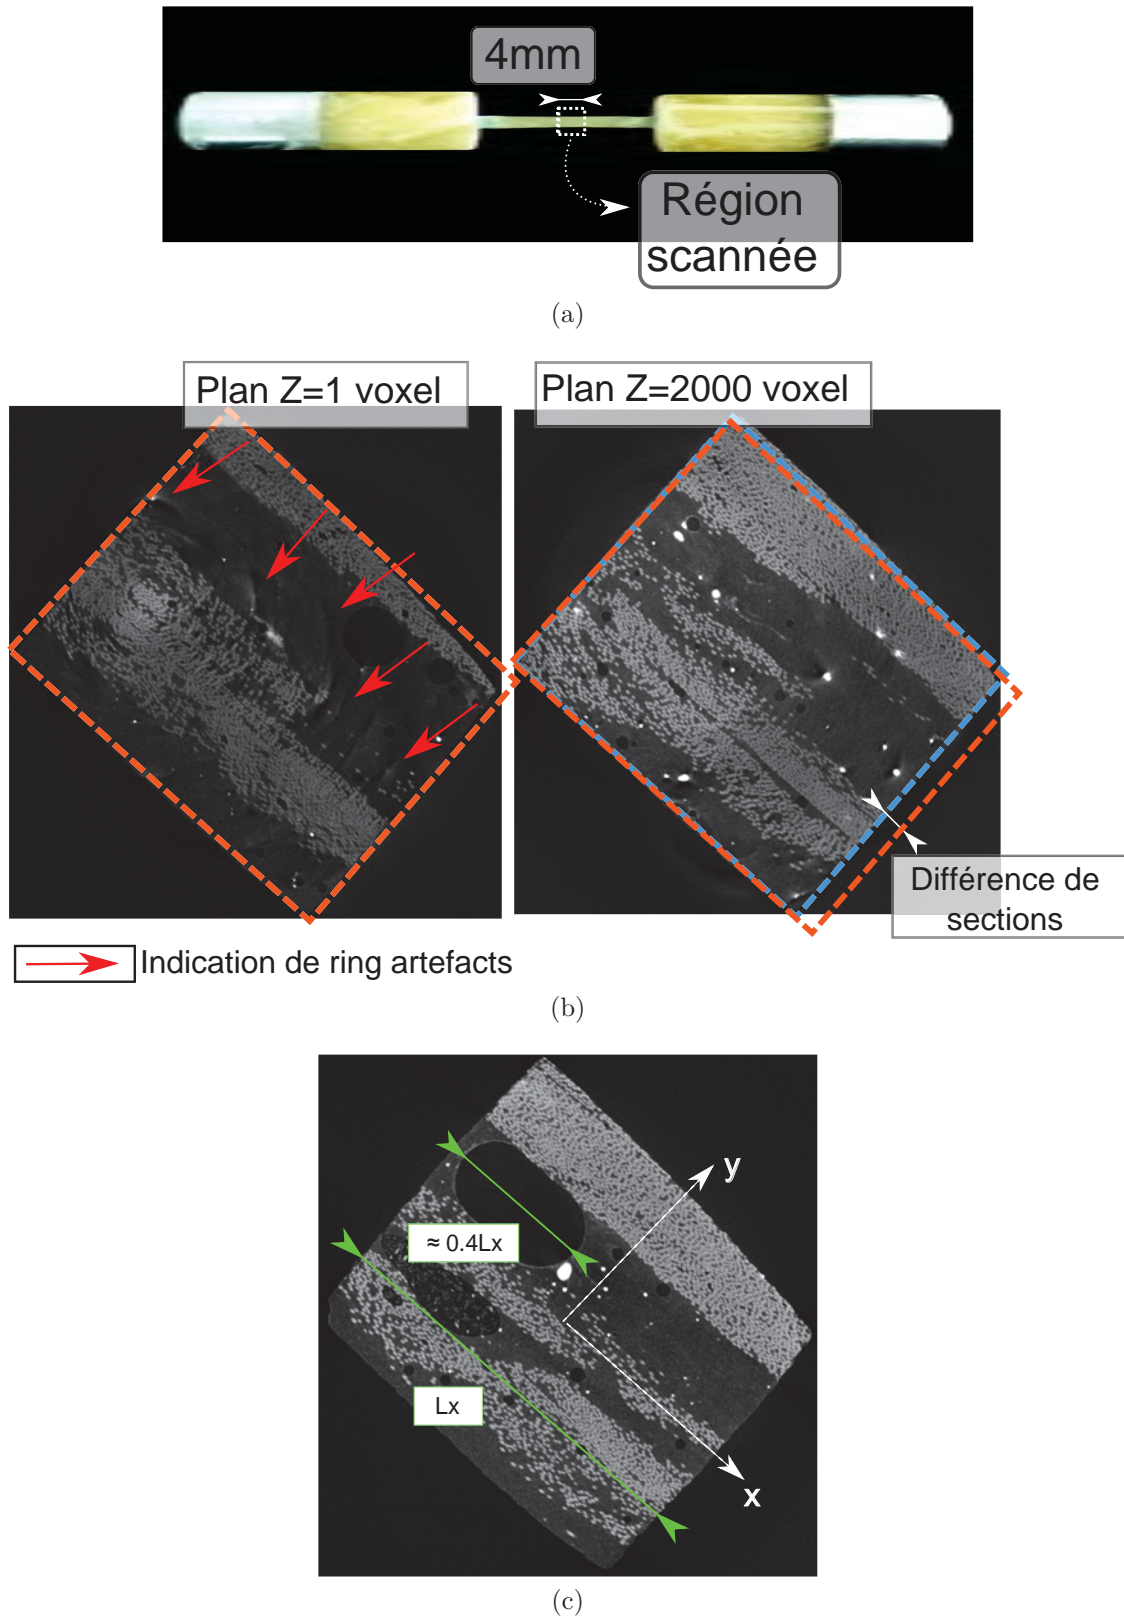 4mm
Région
scannée
(a)
Plan Z=1 voxel
Plan Z=2000 voxel
Différence de
sections
Indication de ring artefacts
(b)
y
≈ 0.4Lx
Lx
x
(c)